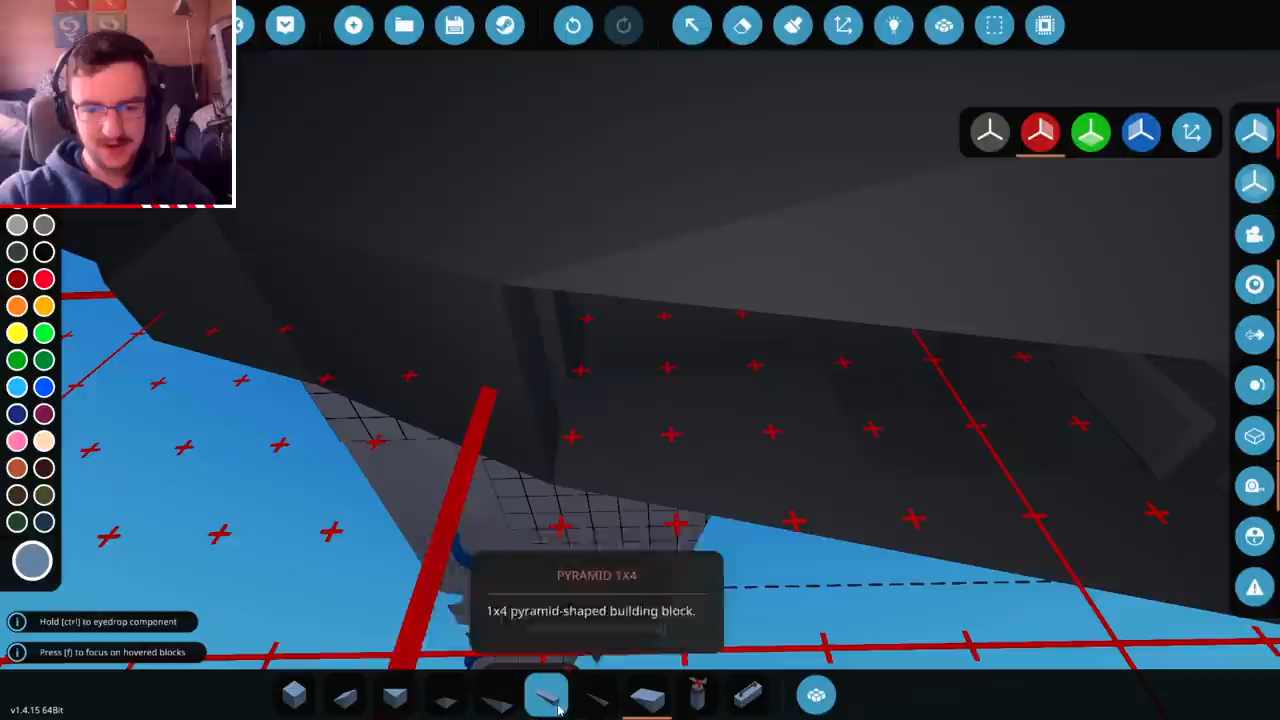 PYRAMID 1X4
1x4 pyramid-shaped building block.
Hold [ctrl] to eyedrop component
Press [f] to focus on hovered blocks
v1.4.15 64Bit